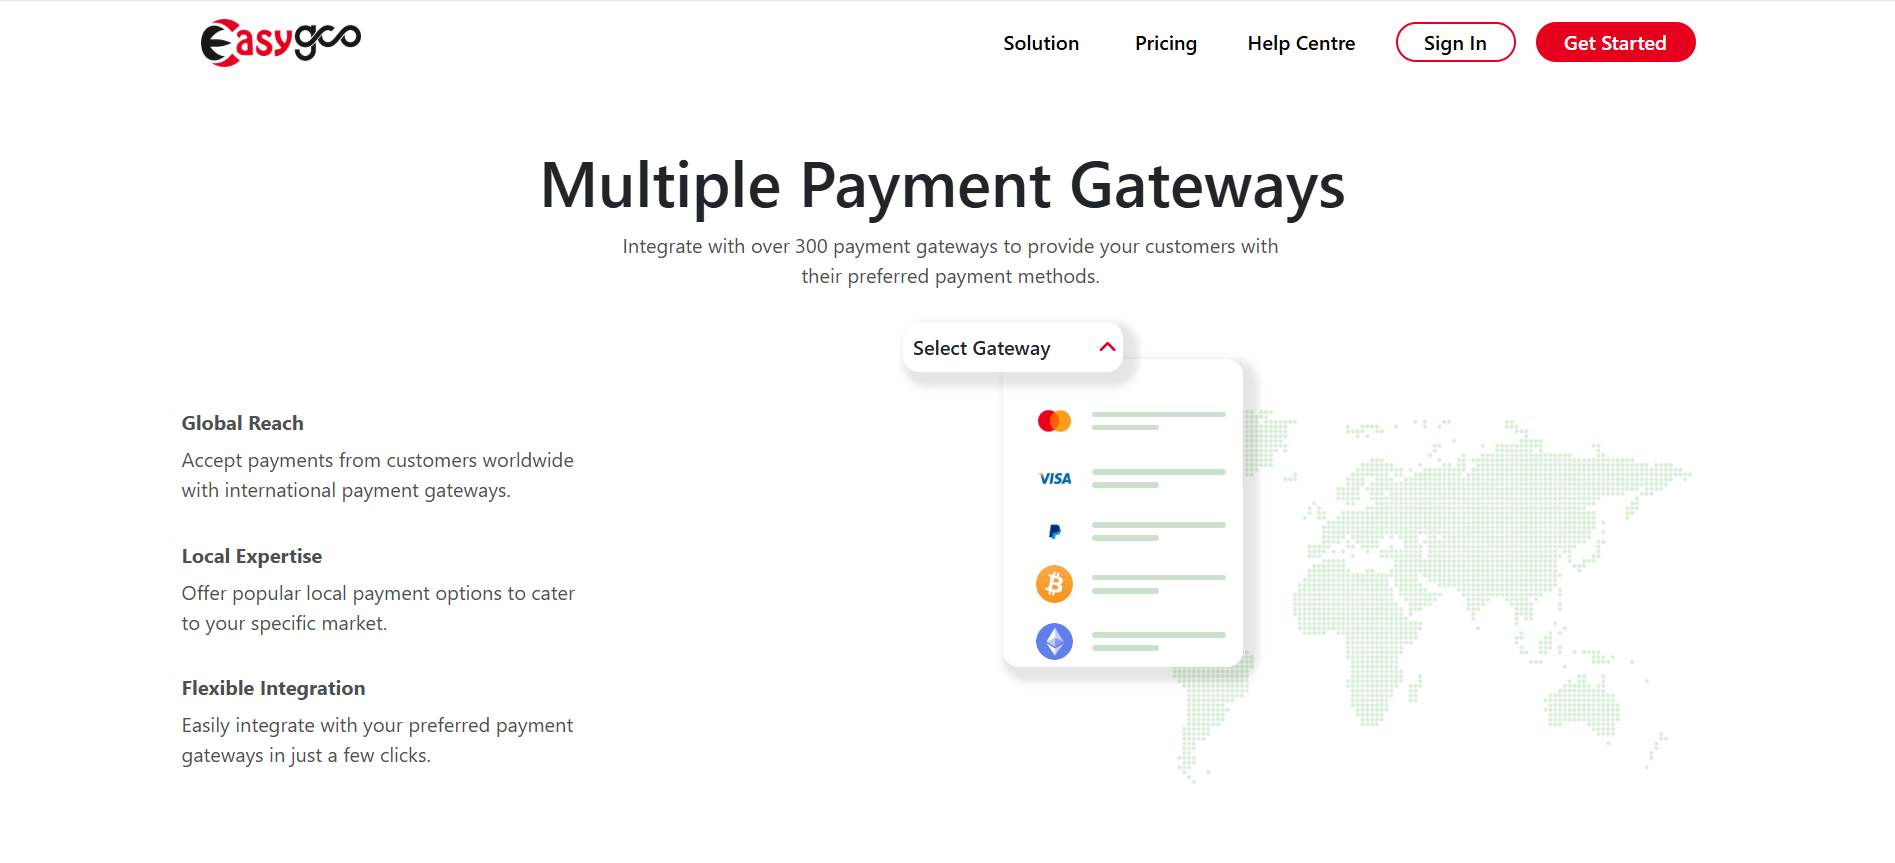 Easygoo
Solution
Pricing
Help Centre
Sign In
Get Started
Multiple Payment Gateways
Integrate with over 300 payment gateways to provide your customers with
their preferred payment methods.
Select Gateway
VISA
Global Reach
Accept payments from customers worldwide
with international payment gateways.
Local Expertise
Offer popular local payment options to cater
to your specific market.
Flexible Integration
Easily integrate with your preferred payment
gateways in just a few clicks.